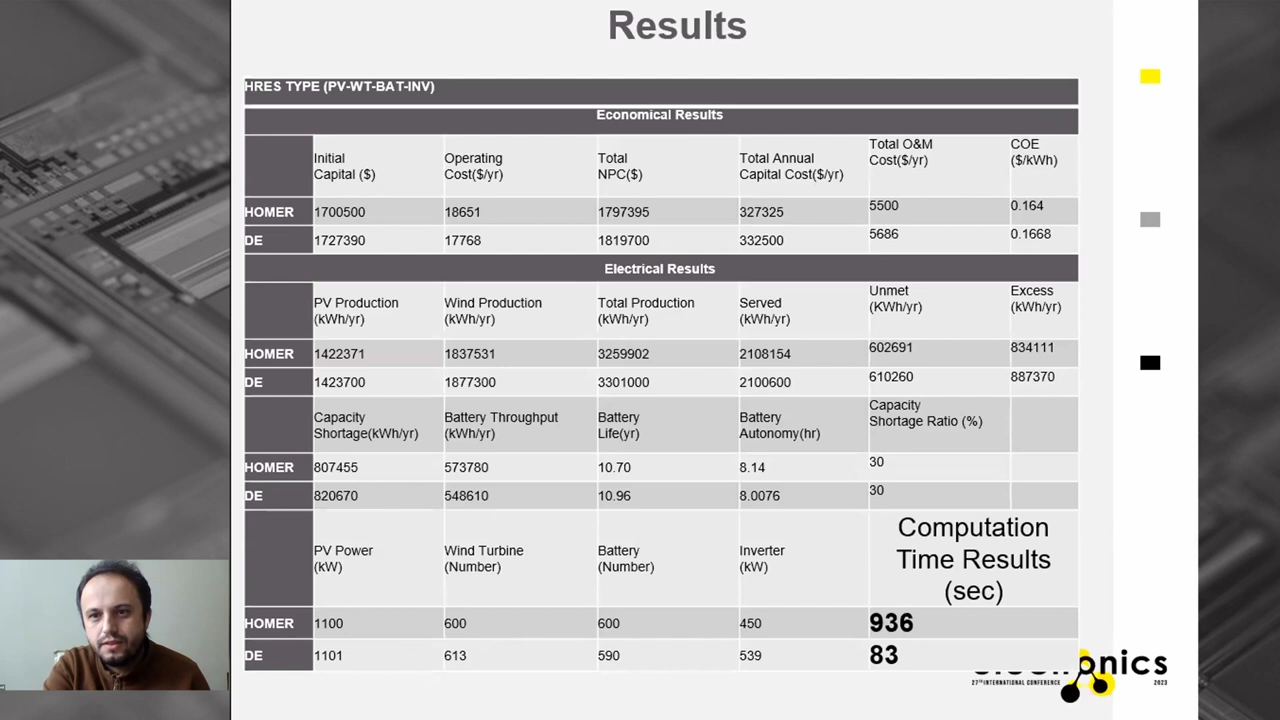 Results
HRES TYPE (PV-WT-BAT-INV)
Economical Results
Initial Capital ($) Operating Cost($/yr) Total NPC($) Total Annual Capital Cost($/yr) Total O&M Cost($/yr) COE ($/kWh)
HOMER 1700500 18651 1797395 327325 5500 0.164
DE 1727390 17768 1819700 332500 5686 0.1668
Electrical Results
PV Production (kWh/yr) Wind Production (kWh/yr) Total Production (kWh/yr) Served (kWh/yr) Unmet (KWh/yr) Excess (kWh/yr)
HOMER 1422371 1837531 3259902 2108154 602691 834111
DE 1423700 1877300 3301000 2100600 610260 887370
Capacity Shortage(kWh/yr) Battery Throughput (kWh/yr) Battery Life(yr) Battery Autonomy(hr) Capacity Shortage Ratio (%)
HOMER 807455 573780 10.70 8.14 30
DE 820670 548610 10.96 8.0076 30
PV Power (kW) Wind Turbine (Number) Battery (Number) Inverter (kW) Computation Time Results (sec)
HOMER 1100 600 600 450 936
DE 1101 613 590 539 83
27TH INTERNATIONAL CONFERENCE 2023